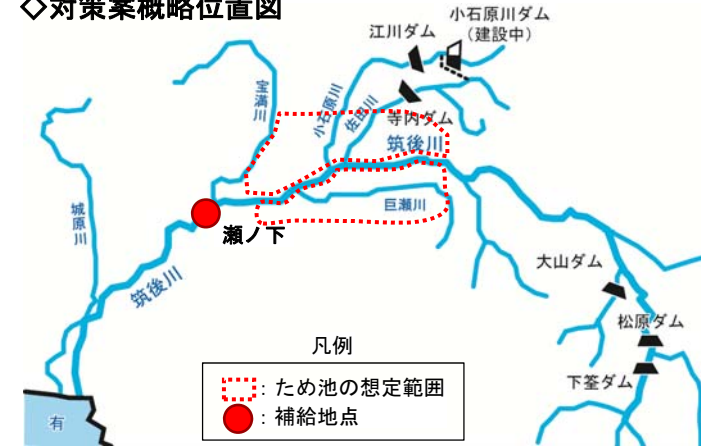 ◇対策案概略位置図
小石原川ダム
(建設中)
江川ダム
宝満川
小石原川
佐田川
寺内ダム
筑後川
城原川
巨瀬川
瀬ノ下
筑後川
大山ダム
松原ダム
下筌ダム
凡例
：ため池の想定範囲
：補給地点
有